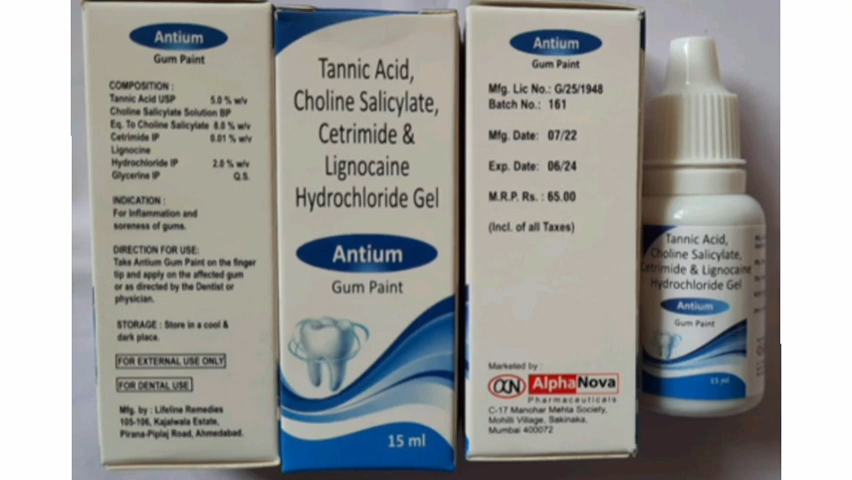 Antium
Gum Paint
COMPOSITION :
Tannic Acid USP 5.0 % w/v
Choline Salicylate Solution BP
Eq. To Choline Salicylate 8.0 % w/v
Cetrimide IP 0.01 % w/v
Lignocine
Hydrochloride IP 2.0 % w/v
Glycerine IP Q.S.
INDICATION :
For Inflammation and
soreness of gums.
DIRECTION FOR USE:
Take Antium Gum Paint on the finger
tip and apply on the affected gum
or as directed by the Dentist or
physician.
STORAGE : Store in a cool &
dark place.
FOR EXTERNAL USE ONLY
FOR DENTAL USE
Mfg. by : Lifeline Remedies
105-106, Kajalwala Estate,
Pirana-Piplaj Road, Ahmedabad.
Tannic Acid,
Choline Salicylate,
Cetrimide &
Lignocaine
Hydrochloride Gel
Antium
Gum Paint
15 ml
Antium
Gum Paint
Mfg. Lic No.: G/25/1948
Batch No.: 161
Mfg. Date: 07/22
Exp. Date: 06/24
M.R.P. Rs. : 65.00
(Incl. of all Taxes)
Marketed by :
AlphaNova
Pharmaceuticals
C-17 Manohar Mehta Society,
Mohilli Village, Sakinaka,
Mumbai 400072
Tannic Acid,
Choline Salicylate,
Cetrimide & Lignocaine
Hydrochloride Gel
Antium
Gum Paint
15 ml